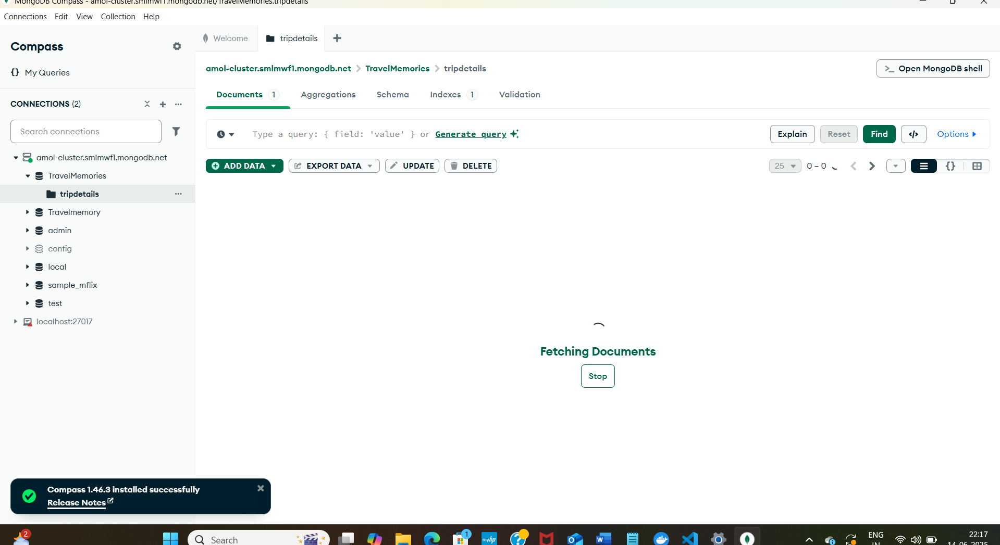 MongoDB Compass - amol-cluster.smlmwf1.mongodb.net/TravelMemories.tripdetails
Connections Edit View Collection Help
Compass
{} My Queries
CONNECTIONS (2)
Search connections
amol-cluster.smlmwf1.mongodb.net
TravelMemories
tripdetails
Travelmemory
admin
config
local
sample_mflix
test
localhost:27017
Welcome
tripdetails
amol-cluster.smlmwf1.mongodb.net > TravelMemories > tripdetails
>_ Open MongoDB shell
Documents 1 Aggregations Schema Indexes 1 Validation
Type a query: { field: 'value' } or Generate query
Explain Reset Find </> Options
ADD DATA EXPORT DATA UPDATE DELETE
25 0 – 0 {}
Fetching Documents
Stop
Compass 1.46.3 installed successfully
Release Notes
2
Search
1
myhp
ENG
IN
22:17
14-06-2025